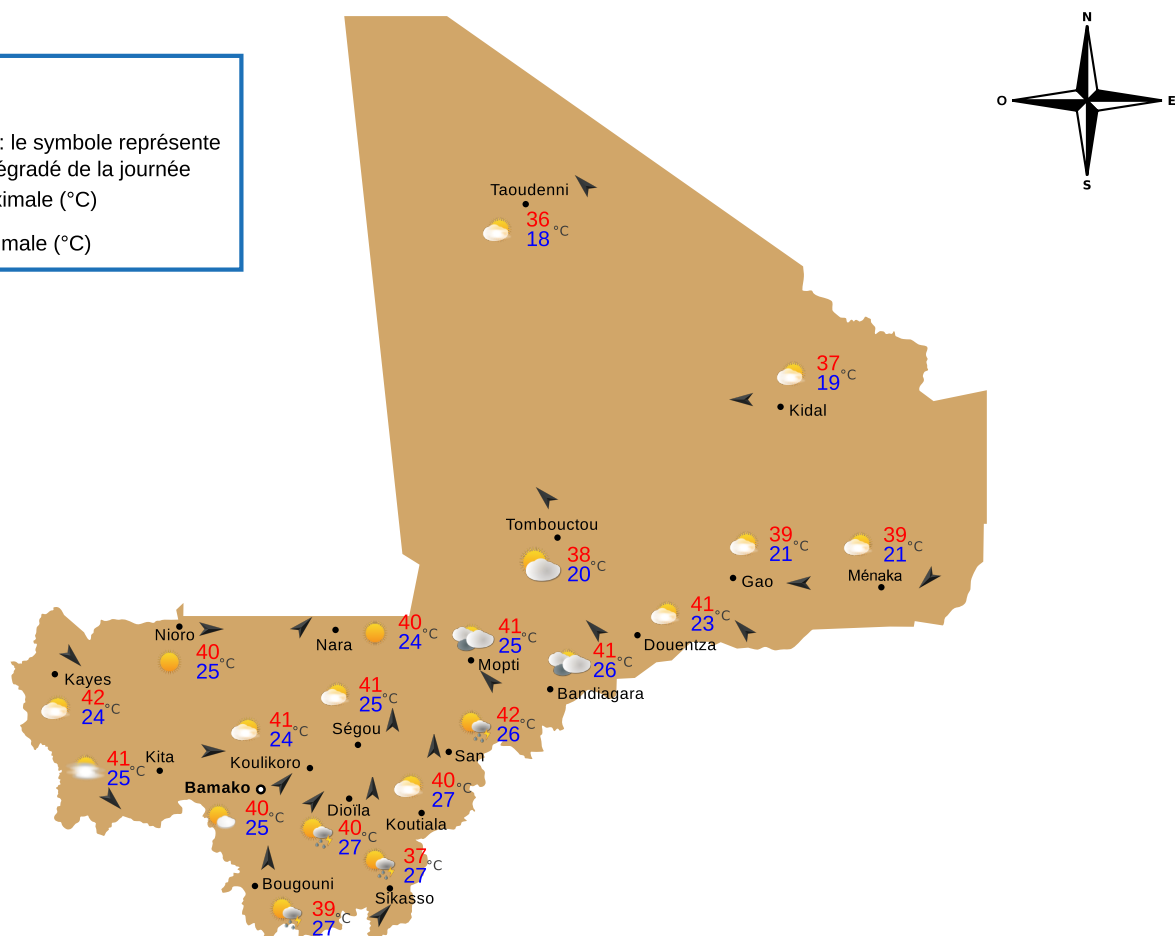 N
O
E
S
: le symbole représente
égradé de la journée
ximale (°C)
male (°C)
Taoudenni
36
18 °C
37
19 °C
Kidal
Tombouctou
38
20 °C
39
21 °C
Gao
39
21 °C
Ménaka
41
23 °C
Douentza
Nioro
40
25 °C
Nara
40
24 °C
41
25 °C
Mopti
41
26 °C
Bandiagara
Kayes
42
24 °C
41
25 °C
Ségou
41
24 °C
Koulikoro
42
26 °C
San
Kita
41
25 °C
Bamako
40
25 °C
Dioïla
40
27 °C
40
27 °C
Koutiala
37
27 °C
Sikasso
Bougouni
39
27 °C